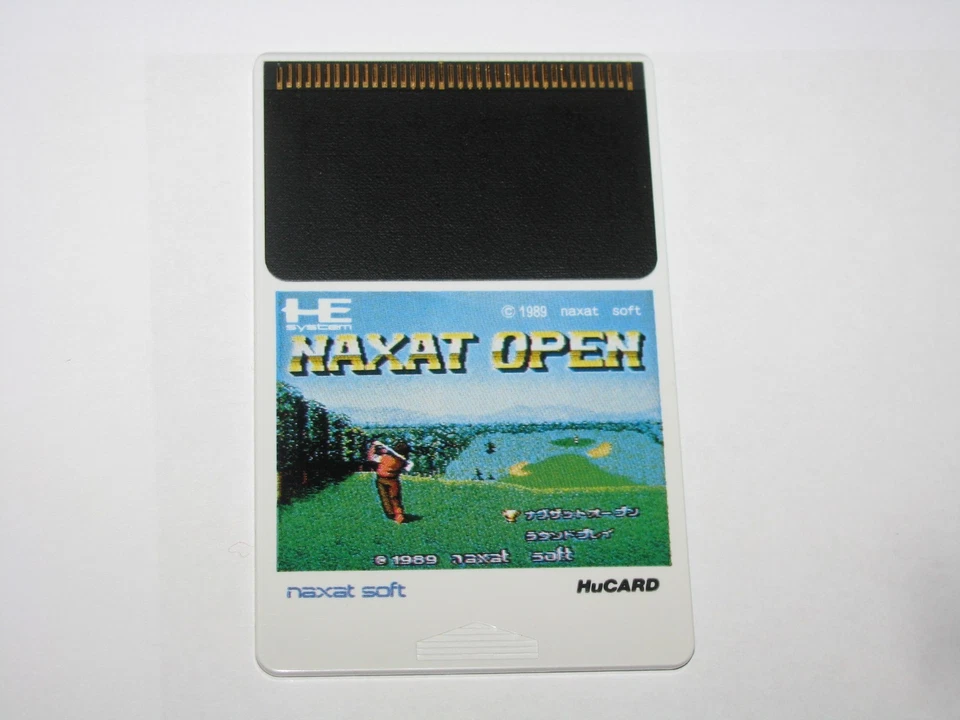 HE
system
© 1989 naxat soft
NAXAT OPEN
ナグザットオープン
ラウンドプレイ
© 1989 naxat soft
naxat soft
HuCARD